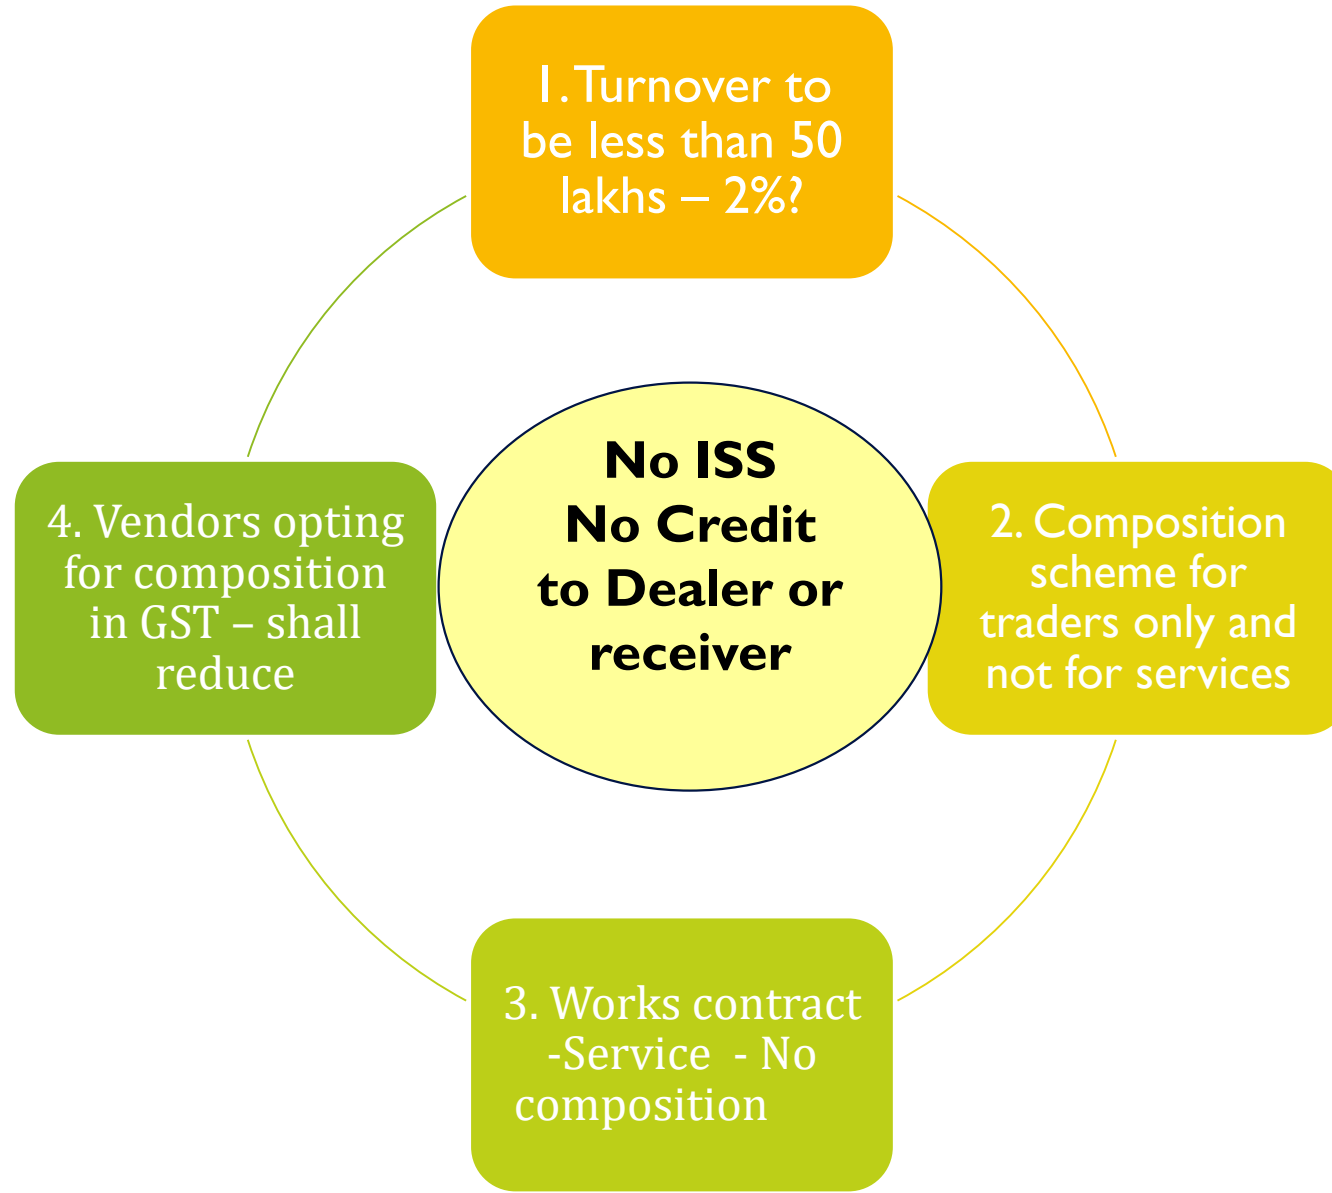 1. Turnover to
be less than 50
lakhs – 2%?
No ISS
No Credit
to Dealer or
receiver
4. Vendors opting
for composition
in GST – shall
reduce
2. Composition
scheme for
traders only and
not for services
3. Works contract
-Service - No
composition